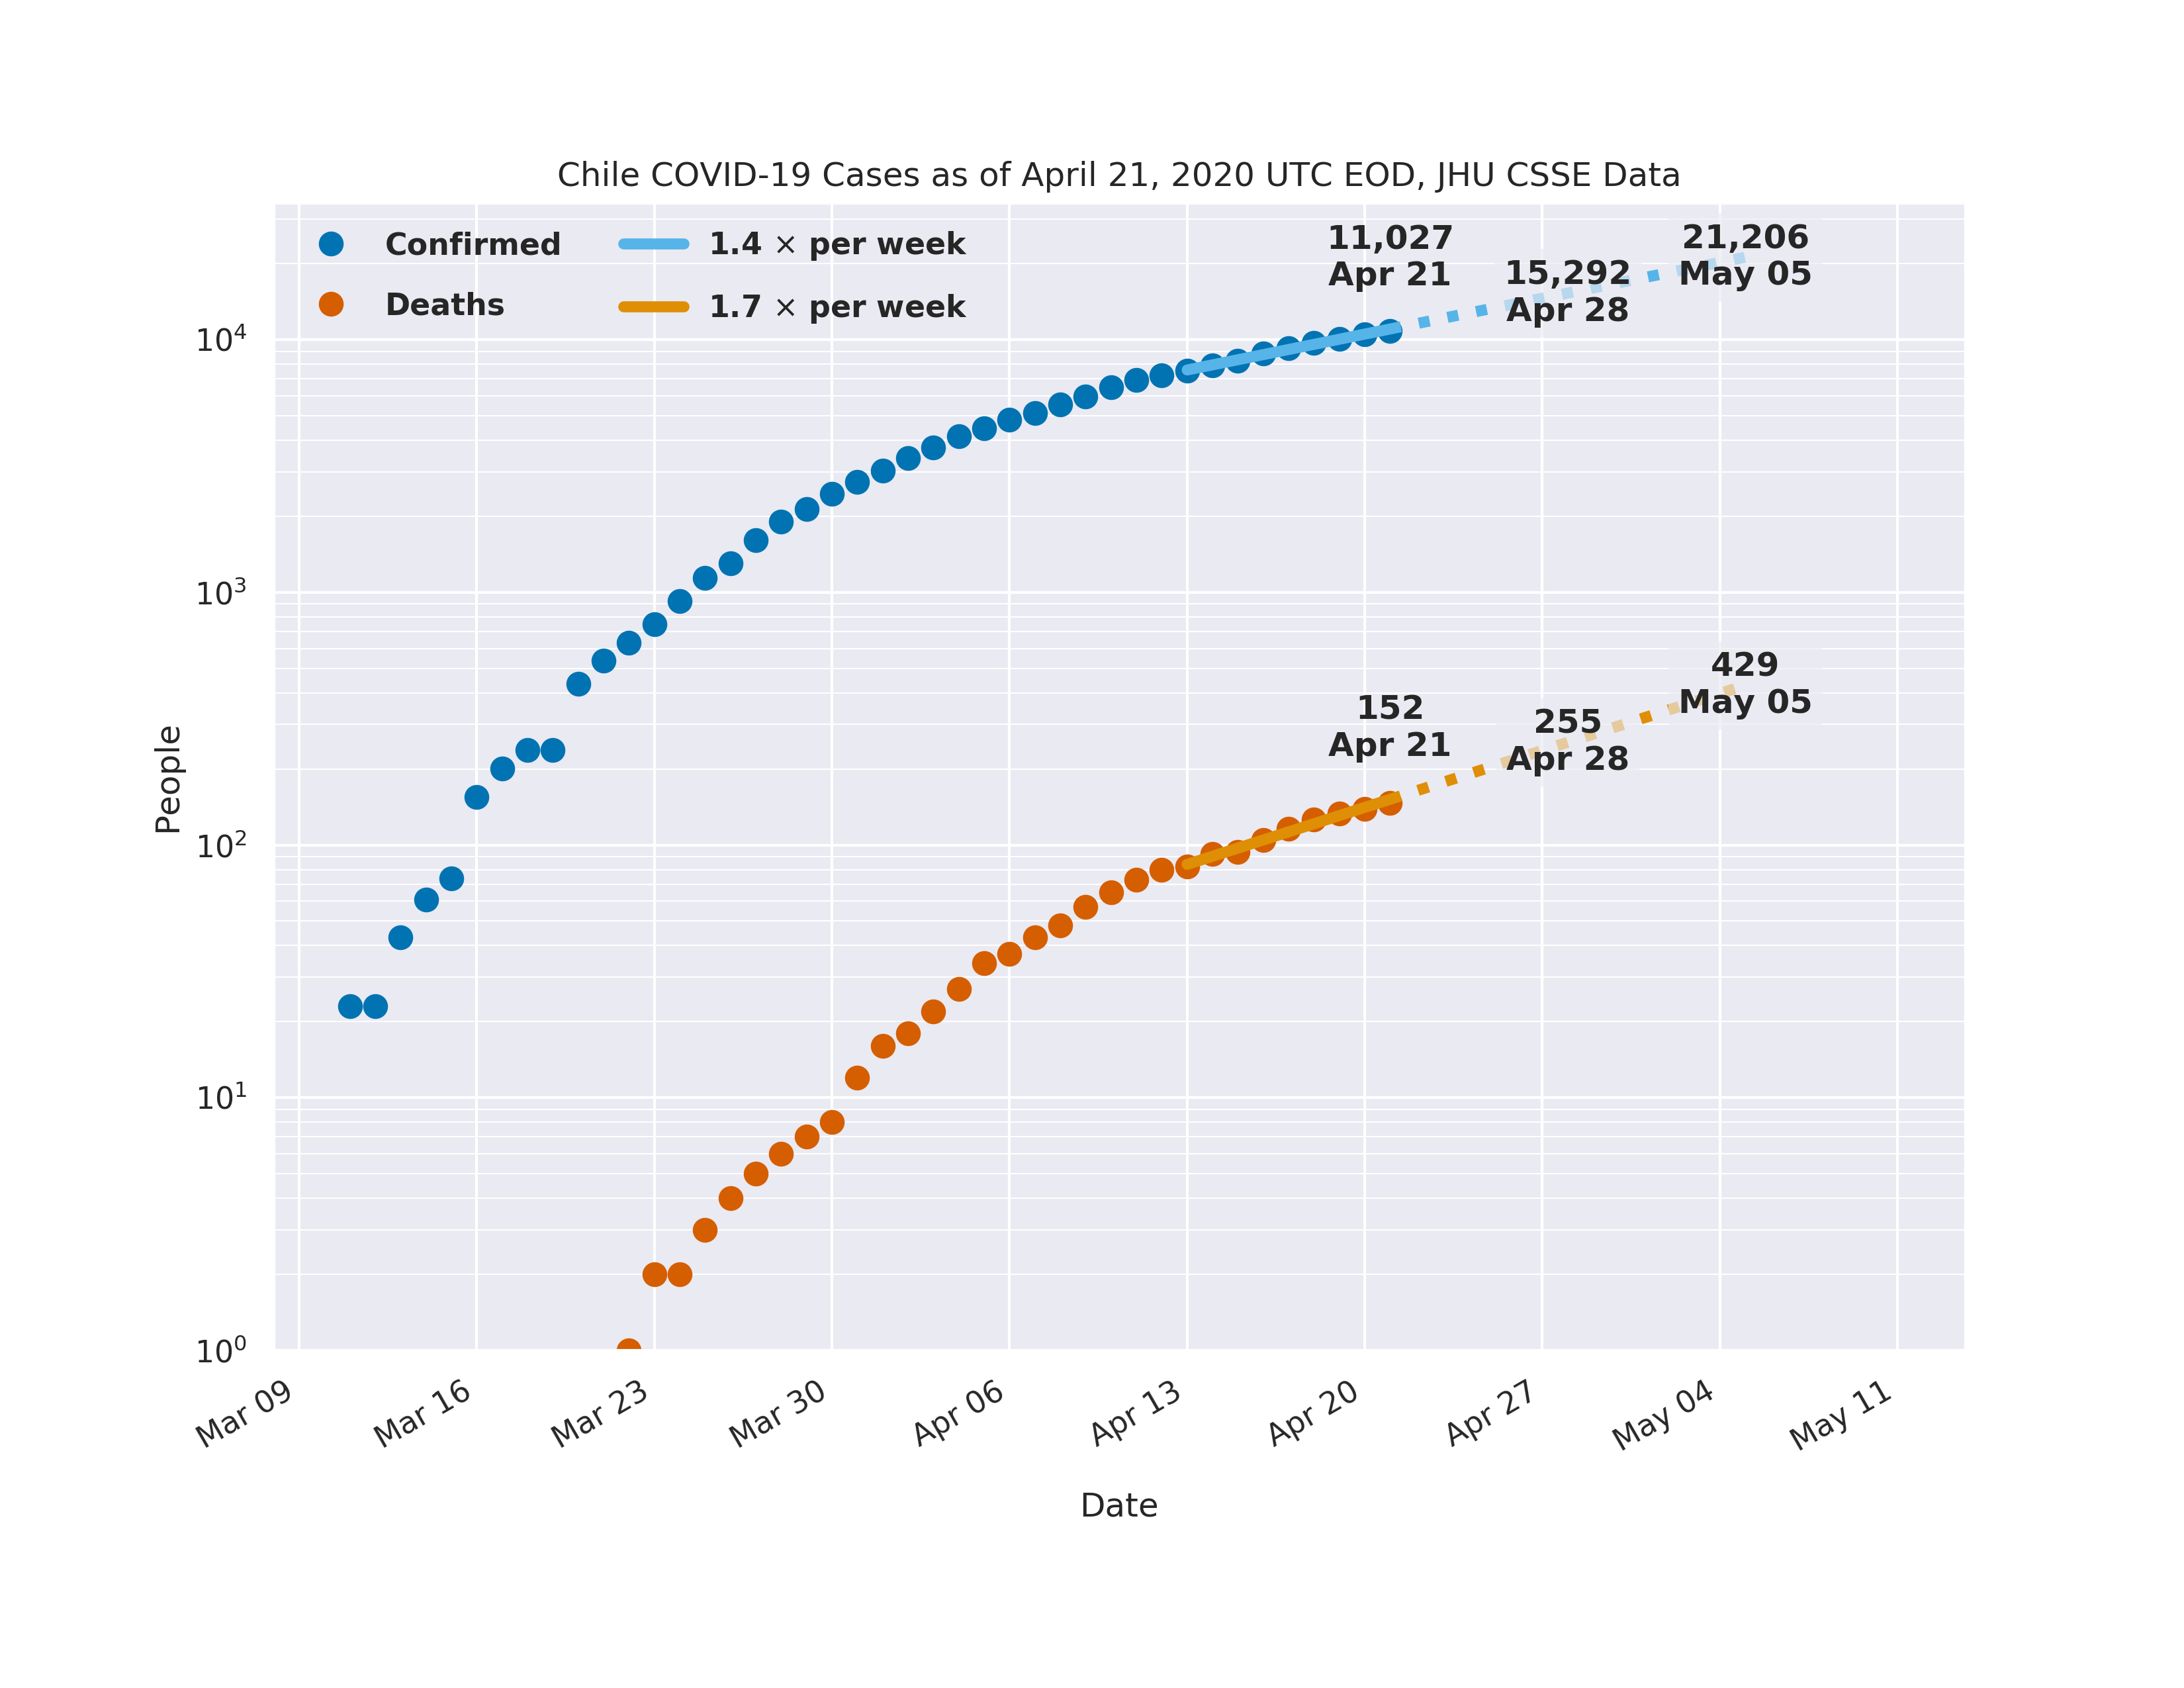 Chile COVID-19 Cases as of April 21, 2020 UTC EOD, JHU CSSE Data
Confirmed
Deaths
1.4 × per week
1.7 × per week
11,027
Apr 21
15,292
Apr 28
21,206
May 05
152
Apr 21
255
Apr 28
429
May 05
People
10⁴
10³
10²
10¹
10⁰
Mar 09
Mar 16
Mar 23
Mar 30
Apr 06
Apr 13
Apr 20
Apr 27
May 04
May 11
Date